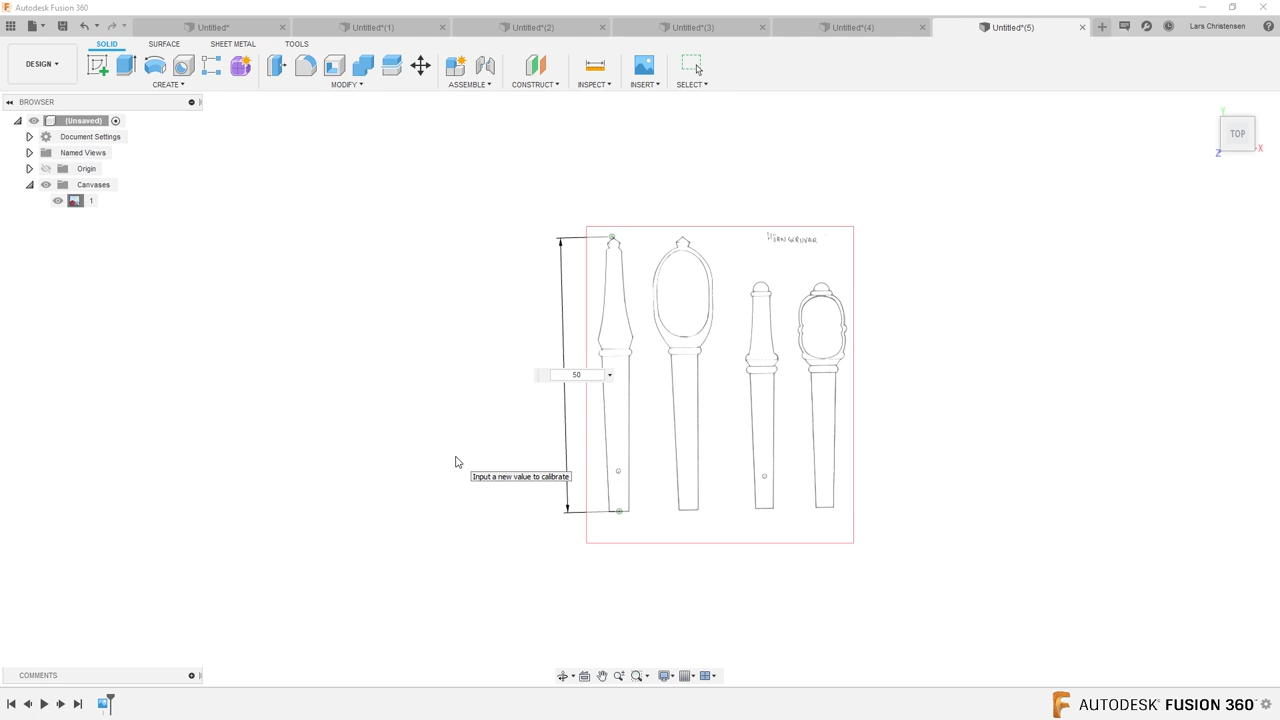 Autodesk Fusion 360
Untitled* Untitled*(1) Untitled*(2) Untitled*(3) Untitled*(4) Untitled*(5) Lars Christensen
SOLID SURFACE SHEET METAL TOOLS
DESIGN
CREATE MODIFY ASSEMBLE CONSTRUCT INSPECT INSERT SELECT
BROWSER
(Unsaved)
Document Settings
Named Views
Origin
Canvases
1
Y
TOP
Z X
50
Input a new value to calibrate
COMMENTS
AUTODESK® FUSION 360™